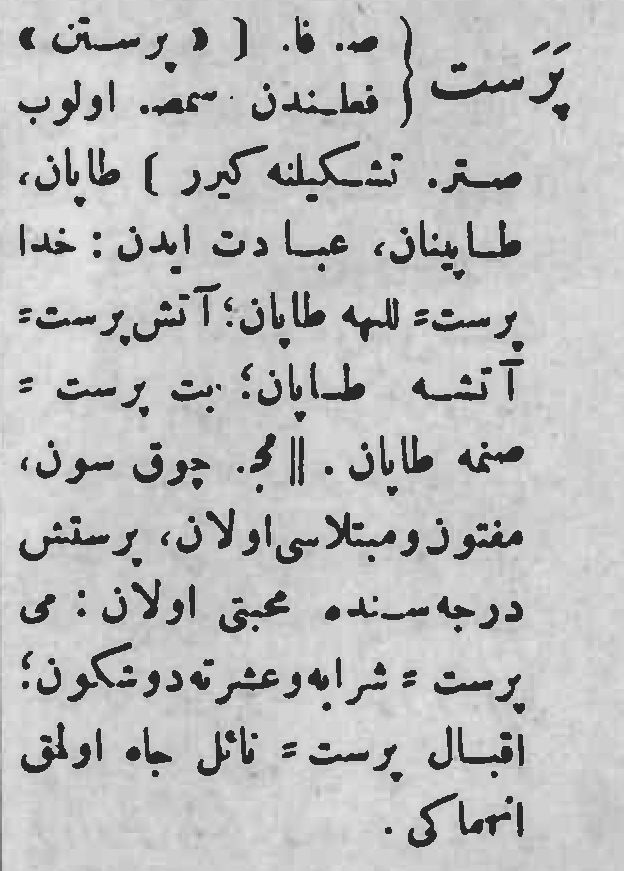 پَرَست { ص. فا. [ « پرستن »
فعلندن سمص. اولوب
صتر. تشکیلنه کیرر ] طاپان،
طاپینان، عبادت ایدن : خدا
پرست= اللهه طاپان؛ آتش پرست=
آتشه طاپان؛ بت پرست =
صنمه طاپان . || مج. چوق سون،
مفتون و مبتلاسی اولان، پرستش
درجه سنده محبتی اولان : می
پرست = شرابه و عشرته دوشکون؛
اقبال پرست = نائل جاه اولمق
انهماکی .